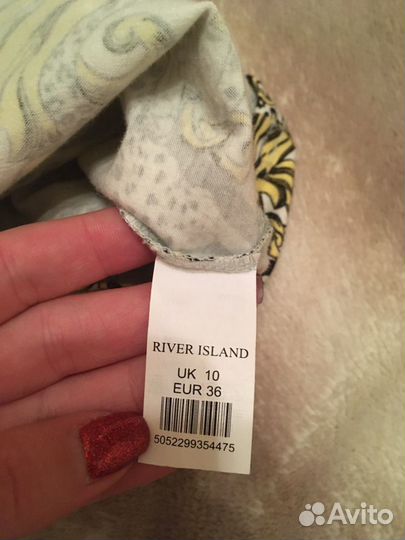 RIVER ISLAND
UK 10
EUR 36
5052299354475
Avito